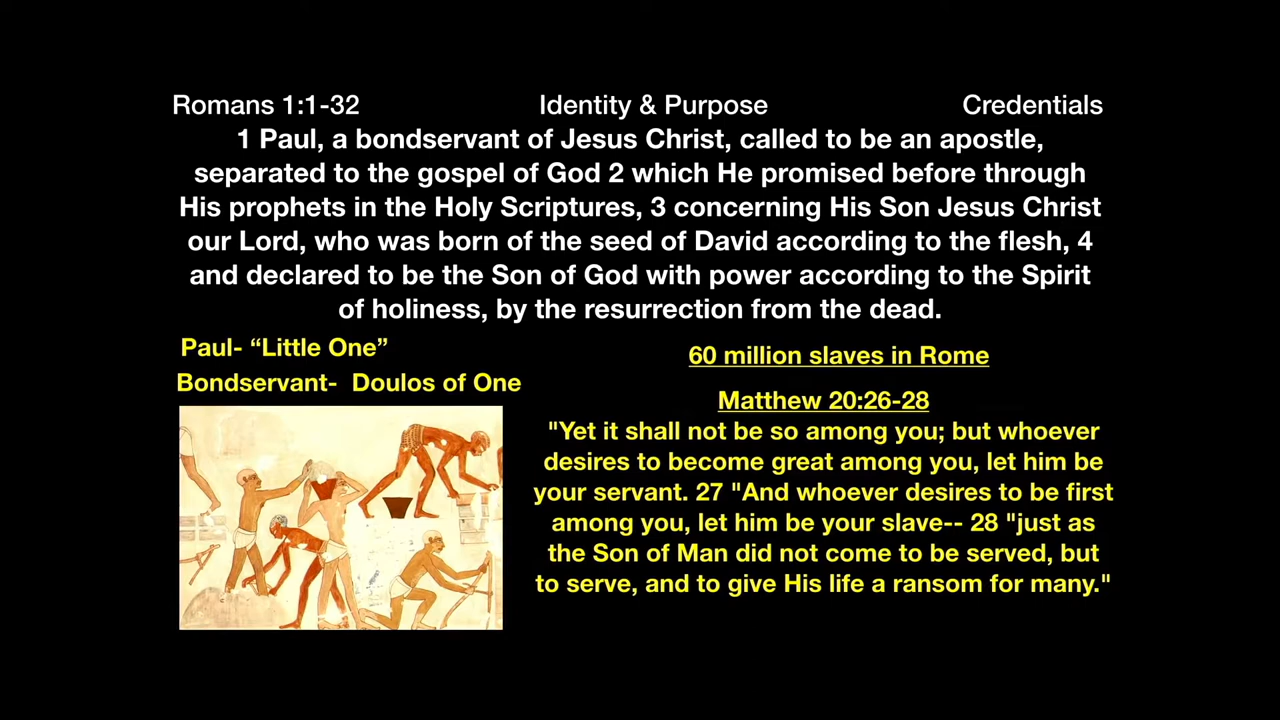 Romans 1:1-32 Identity & Purpose Credentials
1 Paul, a bondservant of Jesus Christ, called to be an apostle,
separated to the gospel of God 2 which He promised before through
His prophets in the Holy Scriptures, 3 concerning His Son Jesus Christ
our Lord, who was born of the seed of David according to the flesh, 4
and declared to be the Son of God with power according to the Spirit
of holiness, by the resurrection from the dead.
Paul- “Little One”
Bondservant- Doulos of One
60 million slaves in Rome
Matthew 20:26-28
"Yet it shall not be so among you; but whoever
desires to become great among you, let him be
your servant. 27 "And whoever desires to be first
among you, let him be your slave-- 28 "just as
the Son of Man did not come to be served, but
to serve, and to give His life a ransom for many."